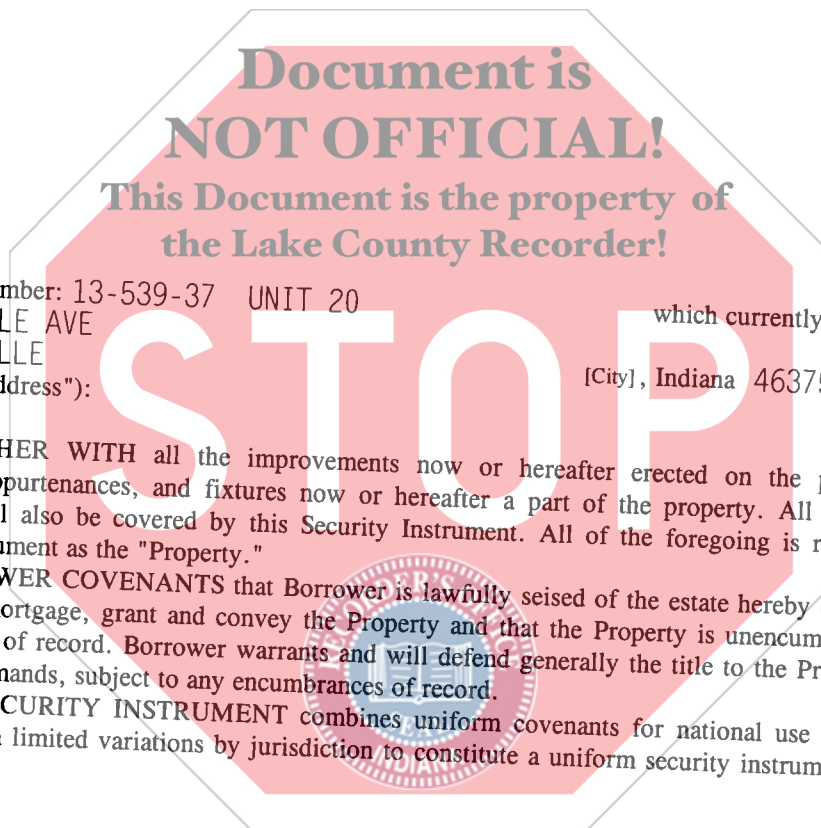 Document is
NOT OFFICIAL!
This Document is the property of
the Lake County Recorder!
mber: 13-539-37 UNIT 20
which currently
LE AVE
LLE
[City], Indiana 46375
ddress"):
STOP
HER WITH all the improvements now or hereafter erected on the
ppurtenances, and fixtures now or hereafter a part of the property. All
l also be covered by this Security Instrument. All of the foregoing is r
ument as the "Property."
WER COVENANTS that Borrower is lawfully seised of the estate hereby
ortgage, grant and convey the Property and that the Property is unencum
of record. Borrower warrants and will defend generally the title to the Pr
mands, subject to any encumbrances of record.
CURITY INSTRUMENT combines uniform covenants for national use
limited variations by jurisdiction to constitute a uniform security instrum
RECORDER'S OFFICE
SEAL
INDIANA